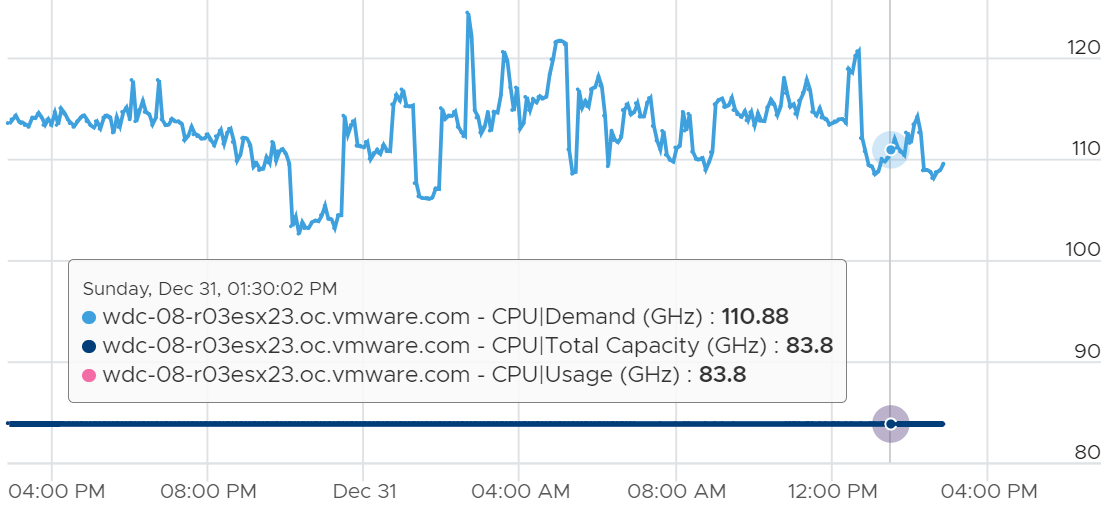 120
110
100
Sunday, Dec 31, 01:30:02 PM
wdc-08-r03esx23.oc.vmware.com - CPU|Demand (GHz) : 110.88
wdc-08-r03esx23.oc.vmware.com - CPU|Total Capacity (GHz) : 83.8
wdc-08-r03esx23.oc.vmware.com - CPU|Usage (GHz) : 83.8
90
80
04:00 PM 08:00 PM Dec 31 04:00 AM 08:00 AM 12:00 PM 04:00 PM